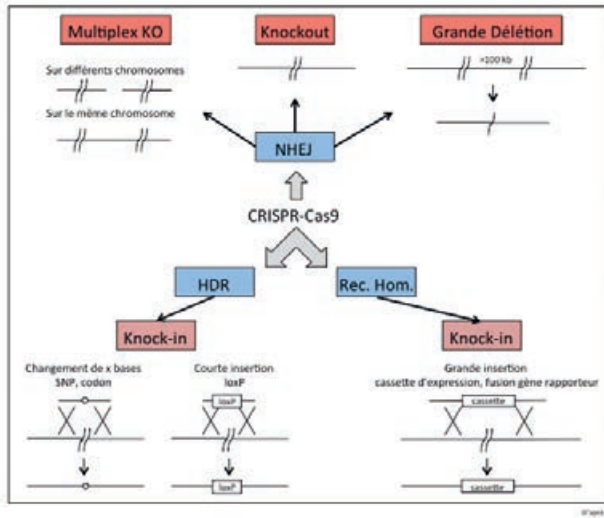 Multiplex KO
Knockout
Grande Délétion
Sur différents chromosomes
Sur le même chromosome
>100 kb
NHEJ
CRISPR-Cas9
HDR
Rec. Hom.
Knock-in
Knock-in
Changement de x bases
SNP, codon
Courte insertion
loxP
Grande insertion
cassette d'expression, fusion gène rapporteur
loxP
cassette
loxP
cassette
D'après